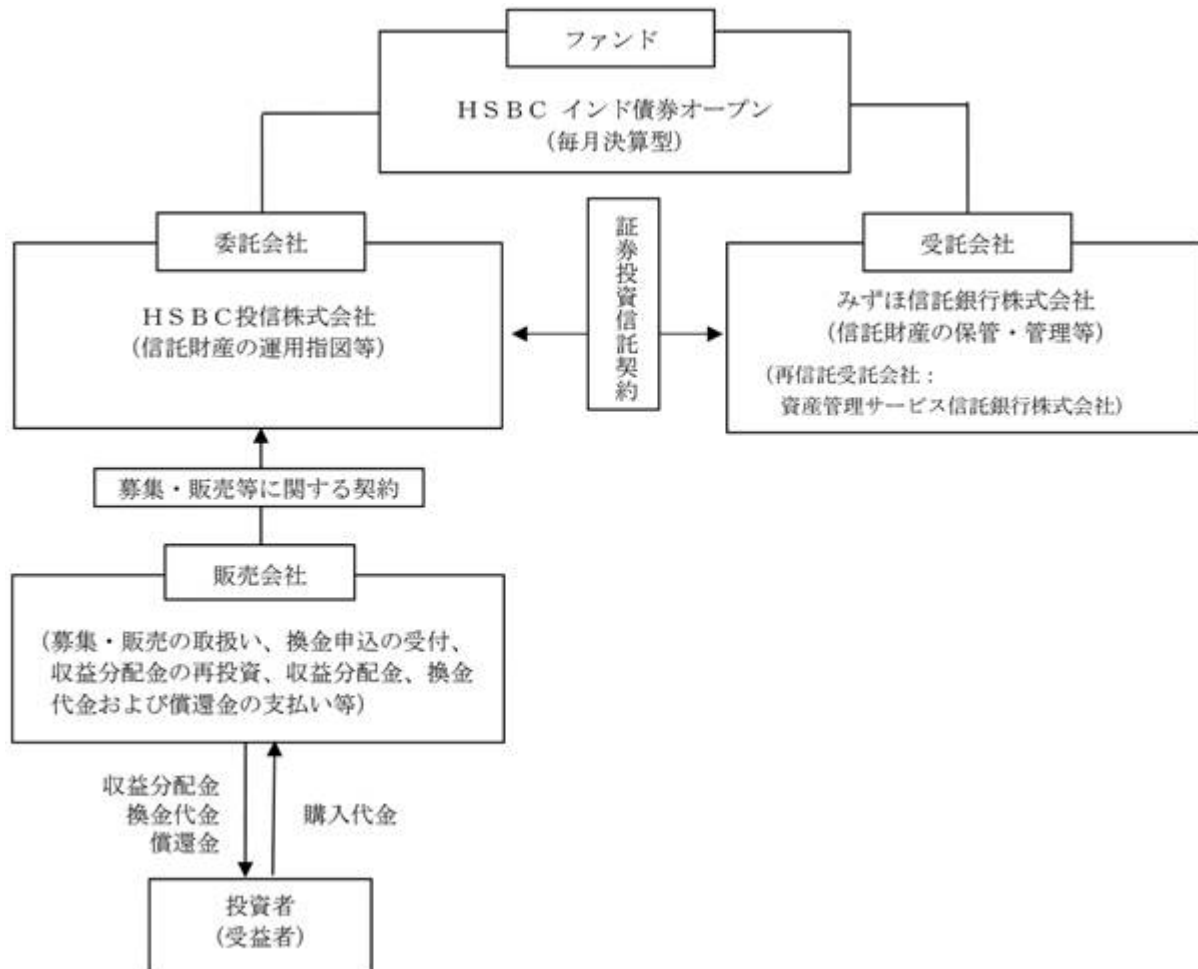 ファンド
HSBC インド債券オープン
(毎月決算型)
委託会社
HSBC投信株式会社
(信託財産の運用指図等)
証券投資信託契約
受託会社
みずほ信託銀行株式会社
(信託財産の保管・管理等)
(再信託受託会社：
資産管理サービス信託銀行株式会社)
募集・販売等に関する契約
販売会社
(募集・販売の取扱い、換金申込の受付、
収益分配金の再投資、収益分配金、換金
代金および償還金の支払い等)
収益分配金
換金代金
償還金
購入代金
投資者
(受益者)